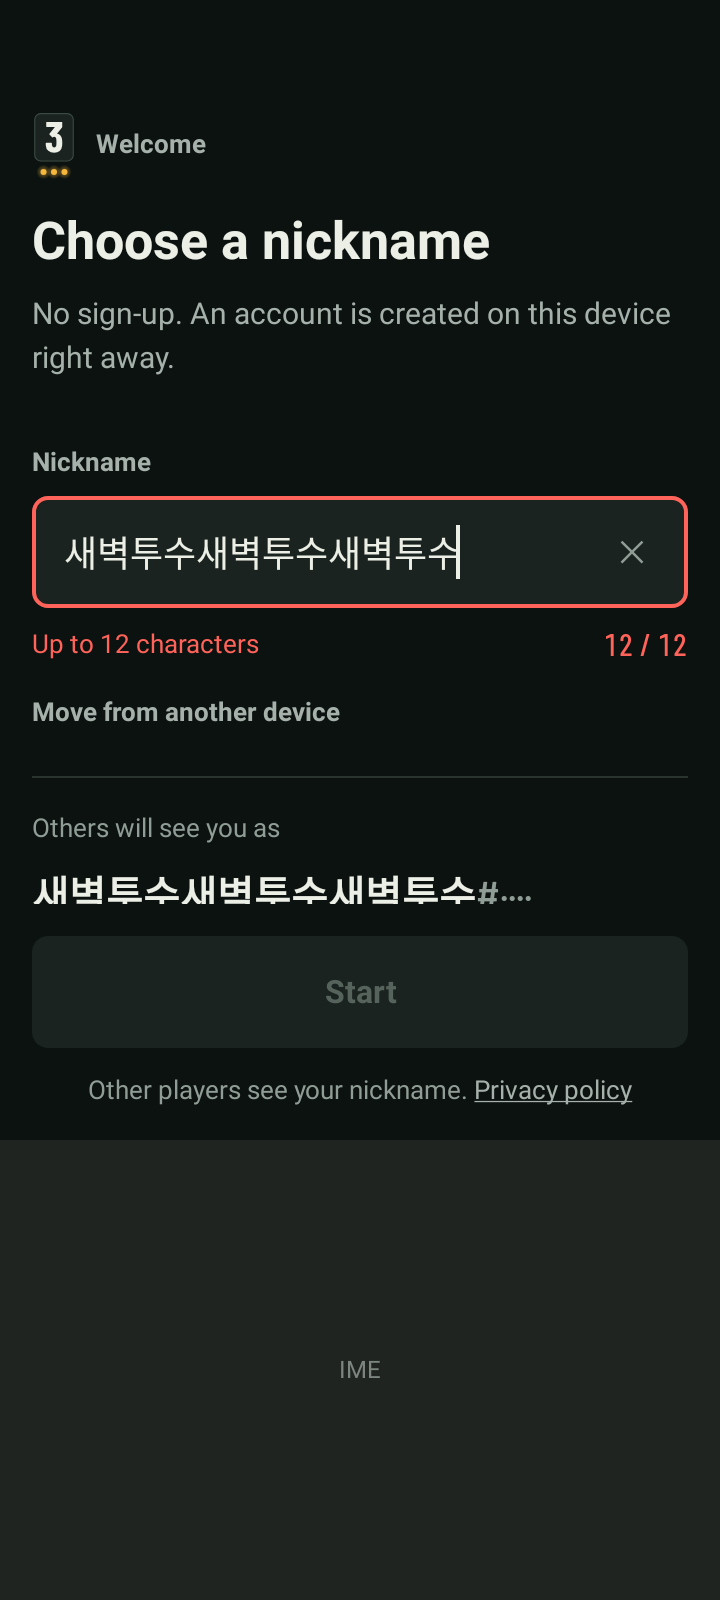 3
Welcome
Choose a nickname
No sign-up. An account is created on this device
right away.
Nickname
새벽투수새벽투수새벽투수
Up to 12 characters
12 / 12
Move from another device
Others will see you as
새벽투수새벽투수새벽투수#····
Start
Other players see your nickname. Privacy policy
IME